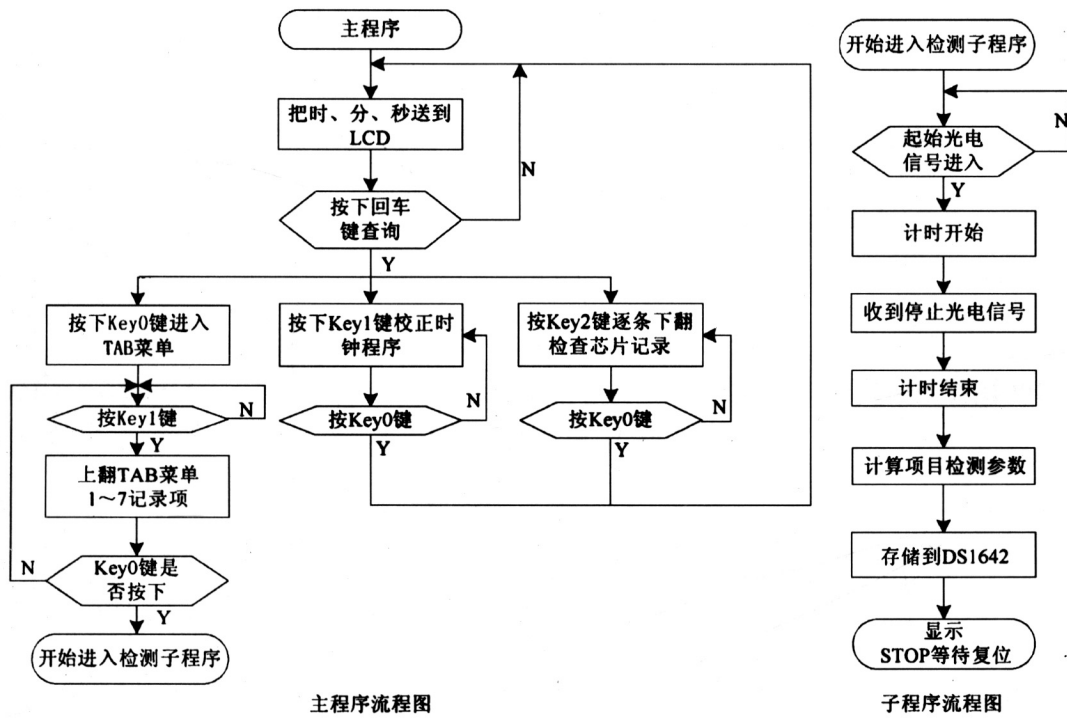 主程序
把时、分、秒送到
LCD
N
按下回车
键查询
Y
按下Key0键进入
TAB菜单
按Key1键
N
Y
上翻TAB菜单
1～7记录项
Key0键是
否按下
N
Y
开始进入检测子程序
按下Key1键校正时
钟程序
按Key0键
N
Y
按Key2键逐条下翻
检查芯片记录
按Key0键
N
Y
主程序流程图
开始进入检测子程序
起始光电
信号进入
N
Y
计时开始
收到停止光电信号
计时结束
计算项目检测参数
存储到DS1642
显示
STOP等待复位
子程序流程图